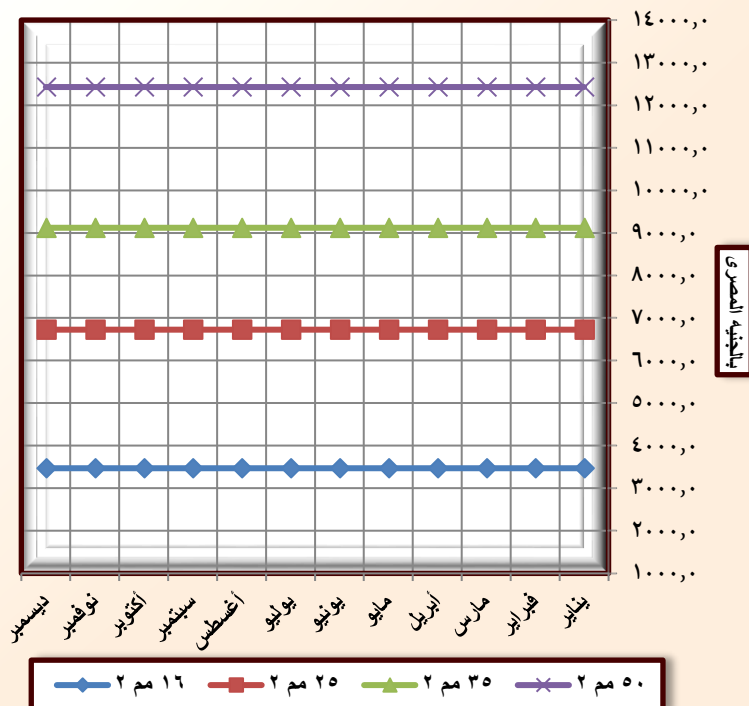 ١٤٠٠٠,٠
١٣٠٠٠,٠
١٢٠٠٠,٠
١١٠٠٠,٠
١٠٠٠٠,٠
٩٠٠٠,٠
٨٠٠٠,٠
٧٠٠٠,٠
٦٠٠٠,٠
٥٠٠٠,٠
٤٠٠٠,٠
٣٠٠٠,٠
٢٠٠٠,٠
١٠٠٠,٠
بالجنيه المصرى
يناير
فبراير
مارس
أبريل
مايو
يونيو
يوليو
أغسطس
سبتمبر
أكتوبر
نوفمبر
ديسمبر
٥٠ مم ٢
٣٥ مم ٢
٢٥ مم ٢
١٦ مم ٢